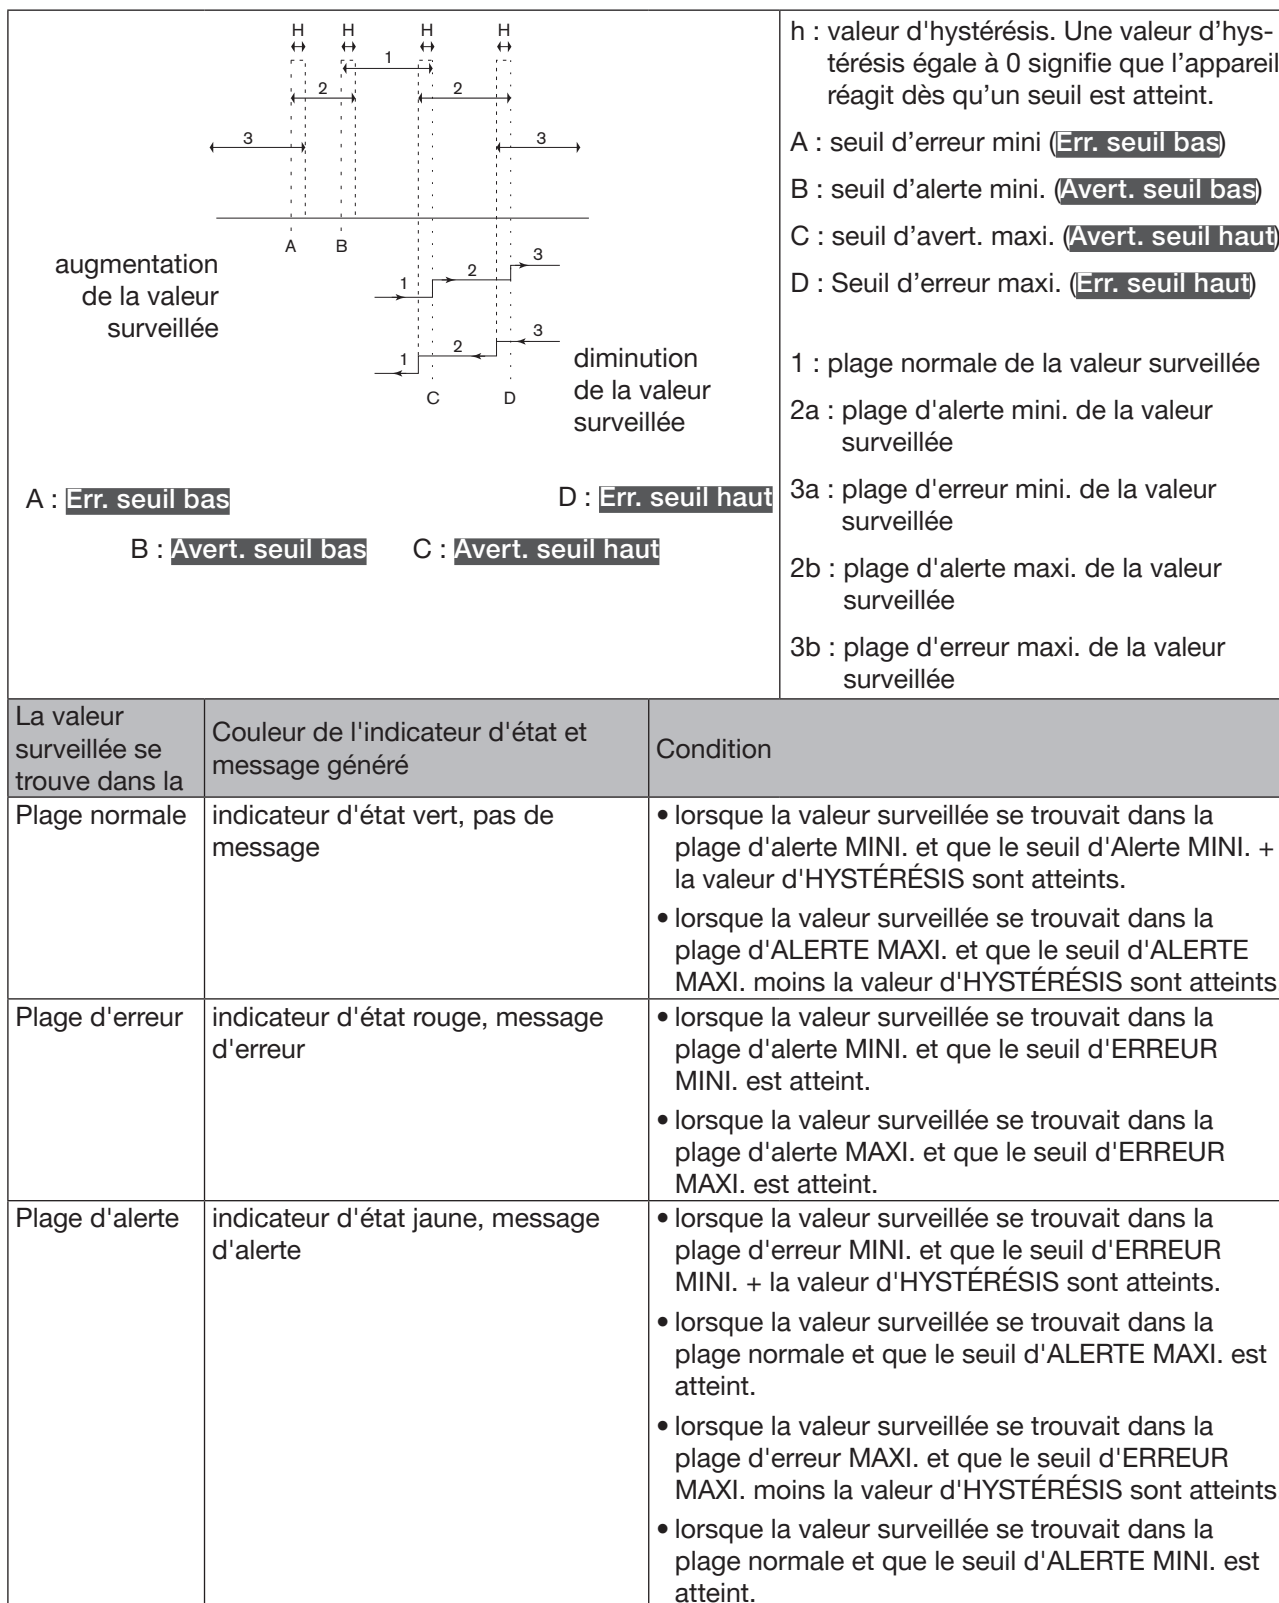 H H H H
1
2 2
3 3
A B
augmentation
de la valeur
surveillée
1 2 3
1 2 3
C D
diminution
de la valeur
surveillée
A : Err. seuil bas
D : Err. seuil haut
B : Avert. seuil bas
C : Avert. seuil haut
h : valeur d'hystérésis. Une valeur d’hys-
térésis égale à 0 signifie que l’appareil
réagit dès qu’un seuil est atteint.
A : seuil d’erreur mini (Err. seuil bas)
B : seuil d’alerte mini. (Avert. seuil bas)
C : seuil d’avert. maxi. (Avert. seuil haut)
D : Seuil d’erreur maxi. (Err. seuil haut)
1 : plage normale de la valeur surveillée
2a : plage d'alerte mini. de la valeur
surveillée
3a : plage d'erreur mini. de la valeur
surveillée
2b : plage d'alerte maxi. de la valeur
surveillée
3b : plage d'erreur maxi. de la valeur
surveillée
La valeur
surveillée se
trouve dans la
Couleur de l'indicateur d'état et
message généré
Condition
Plage normale
indicateur d'état vert, pas de
message
• lorsque la valeur surveillée se trouvait dans la
plage d'alerte MINI. et que le seuil d'Alerte MINI. +
la valeur d'HYSTÉRÉSIS sont atteints.
• lorsque la valeur surveillée se trouvait dans la
plage d'ALERTE MAXI. et que le seuil d'ALERTE
MAXI. moins la valeur d'HYSTÉRÉSIS sont atteints
Plage d'erreur
indicateur d'état rouge, message
d'erreur
• lorsque la valeur surveillée se trouvait dans la
plage d'alerte MINI. et que le seuil d'ERREUR
MINI. est atteint.
• lorsque la valeur surveillée se trouvait dans la
plage d'alerte MAXI. et que le seuil d'ERREUR
MAXI. est atteint.
Plage d'alerte
indicateur d'état jaune, message
d'alerte
• lorsque la valeur surveillée se trouvait dans la
plage d'erreur MINI. et que le seuil d'ERREUR
MINI. + la valeur d'HYSTÉRÉSIS sont atteints.
• lorsque la valeur surveillée se trouvait dans la
plage normale et que le seuil d'ALERTE MAXI. est
atteint.
• lorsque la valeur surveillée se trouvait dans la
plage d'erreur MAXI. et que le seuil d'ERREUR
MAXI. moins la valeur d'HYSTÉRÉSIS sont atteints
• lorsque la valeur surveillée se trouvait dans la
plage normale et que le seuil d'ALERTE MINI. est
atteint.